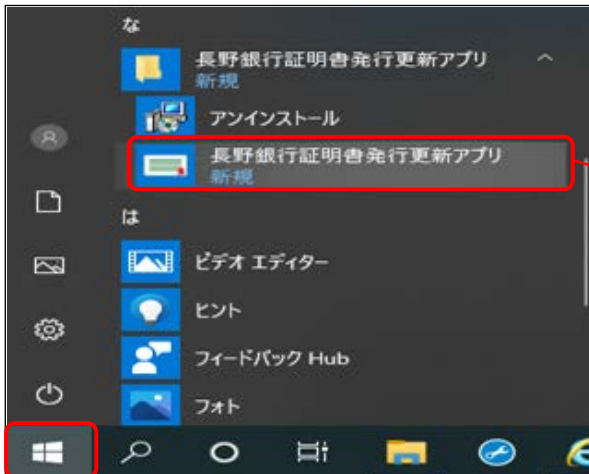 な
長野銀行証明書発行更新アプリ
新規
アンインストール
長野銀行証明書発行更新アプリ
新規
は
ビデオ エディター
ヒント
フィードバック Hub
フォト